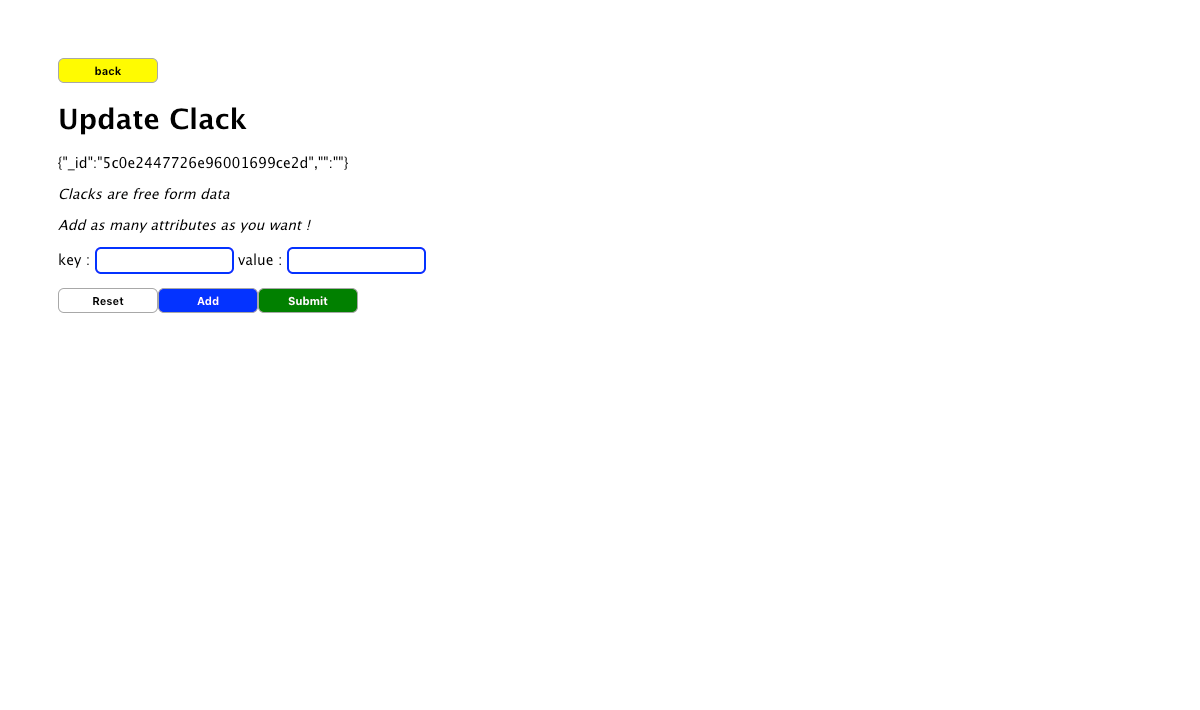 back
Update Clack
{"_id":"5c0e2447726e96001699ce2d","":""}
Clacks are free form data
Add as many attributes as you want !
key : value :
Reset Add Submit